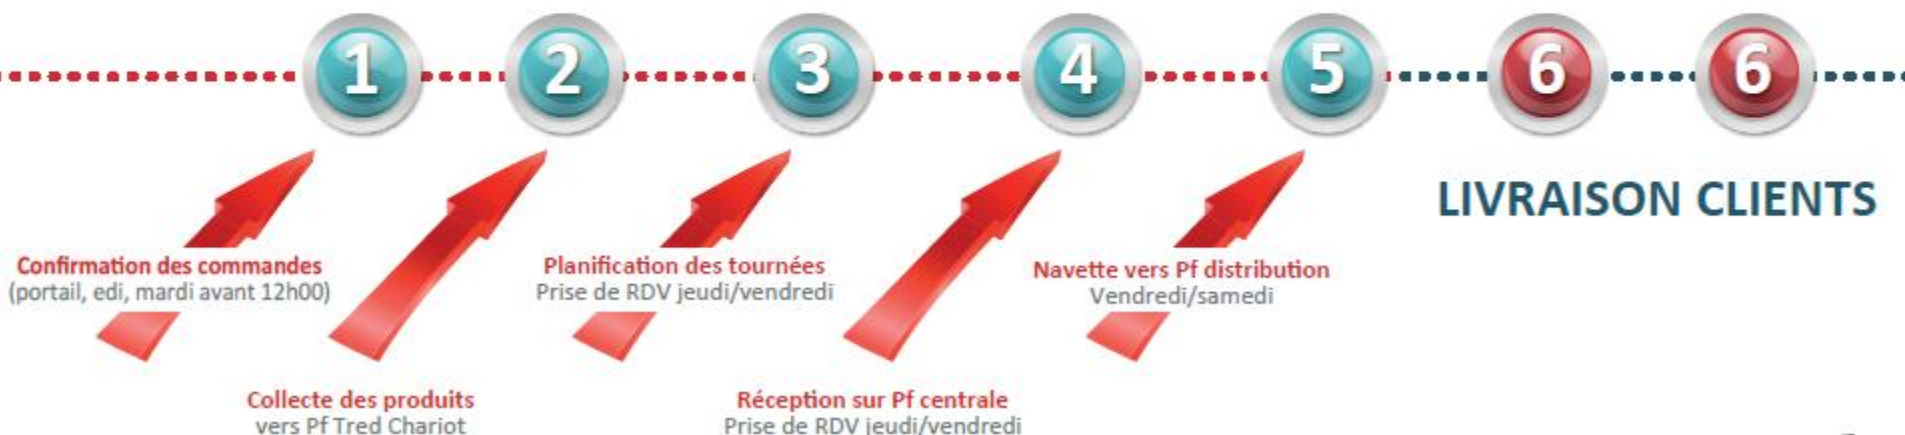 1 2 3 4 5 6 6
LIVRAISON CLIENTS
Confirmation des commandes
(portail, edi, mardi avant 12h00)
Planification des tournées
Prise de RDV jeudi/vendredi
Navette vers Pf distribution
Vendredi/samedi
Collecte des produits
vers Pf Tred Chariot
Réception sur Pf centrale
Prise de RDV jeudi/vendredi